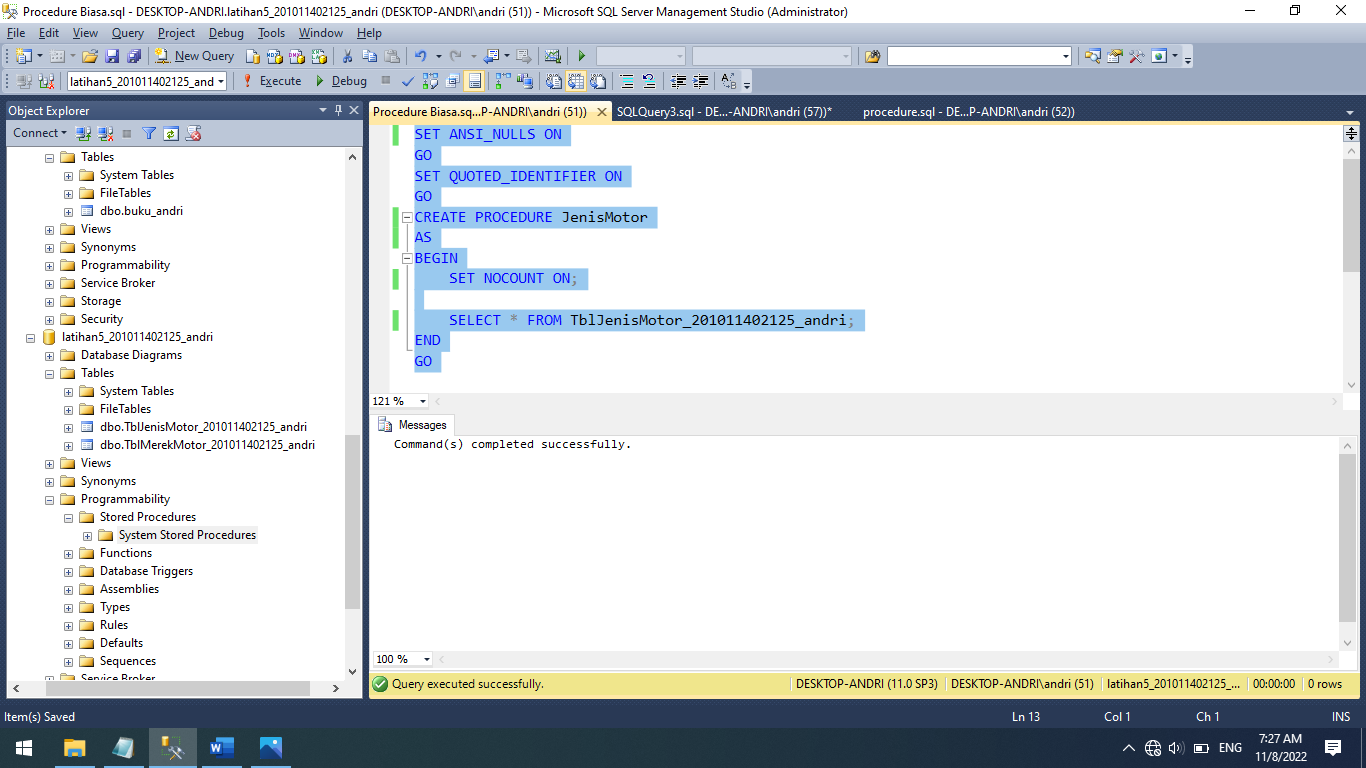 Procedure Biasa.sql - DESKTOP-ANDRI.latihan5_201011402125_andri (DESKTOP-ANDRI\andri (51)) - Microsoft SQL Server Management Studio (Administrator)
File Edit View Query Project Debug Tools Window Help
New Query
latihan5_201011402125_and Execute Debug
Object Explorer
Connect
Tables
System Tables
FileTables
dbo.buku_andri
Views
Synonyms
Programmability
Service Broker
Storage
Security
latihan5_201011402125_andri
Database Diagrams
Tables
System Tables
FileTables
dbo.TblJenisMotor_201011402125_andri
dbo.TblMerekMotor_201011402125_andri
Views
Synonyms
Programmability
Stored Procedures
System Stored Procedures
Functions
Database Triggers
Assemblies
Types
Rules
Defaults
Sequences
Service Broker
Procedure Biasa.sq...P-ANDRI\andri (51)) SQLQuery3.sql - DE...-ANDRI\andri (57))* procedure.sql - DE...P-ANDRI\andri (52))
SET ANSI_NULLS ON
GO
SET QUOTED_IDENTIFIER ON
GO
CREATE PROCEDURE JenisMotor
AS
BEGIN
SET NOCOUNT ON;
SELECT * FROM TblJenisMotor_201011402125_andri;
END
GO
121 %
Messages
Command(s) completed successfully.
100 %
Query executed successfully. DESKTOP-ANDRI (11.0 SP3) DESKTOP-ANDRI\andri (51) latihan5_201011402125_... 00:00:00 0 rows
Item(s) Saved Ln 13 Col 1 Ch 1 INS
ENG 7:27 AM
11/8/2022